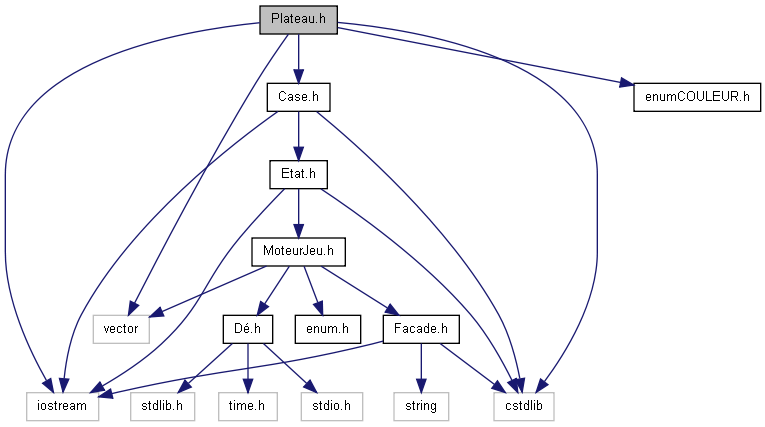 Plateau.h
Case.h
enumCOULEUR.h
Etat.h
MoteurJeu.h
vector
Dé.h
enum.h
Facade.h
iostream
stdlib.h
time.h
stdio.h
string
cstdlib